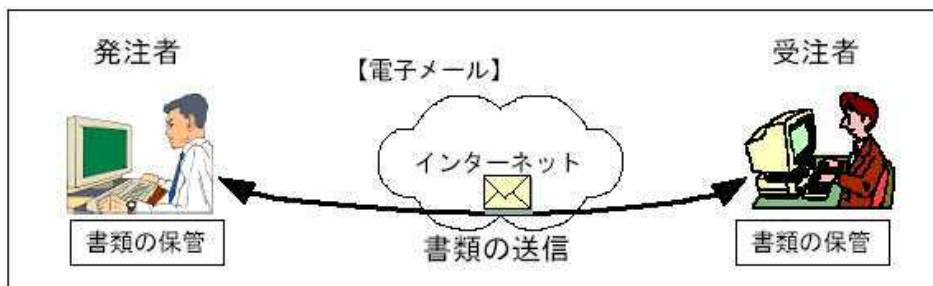 発注者
受注者
【電子メール】
インターネット
書類の送信
書類の保管
書類の保管